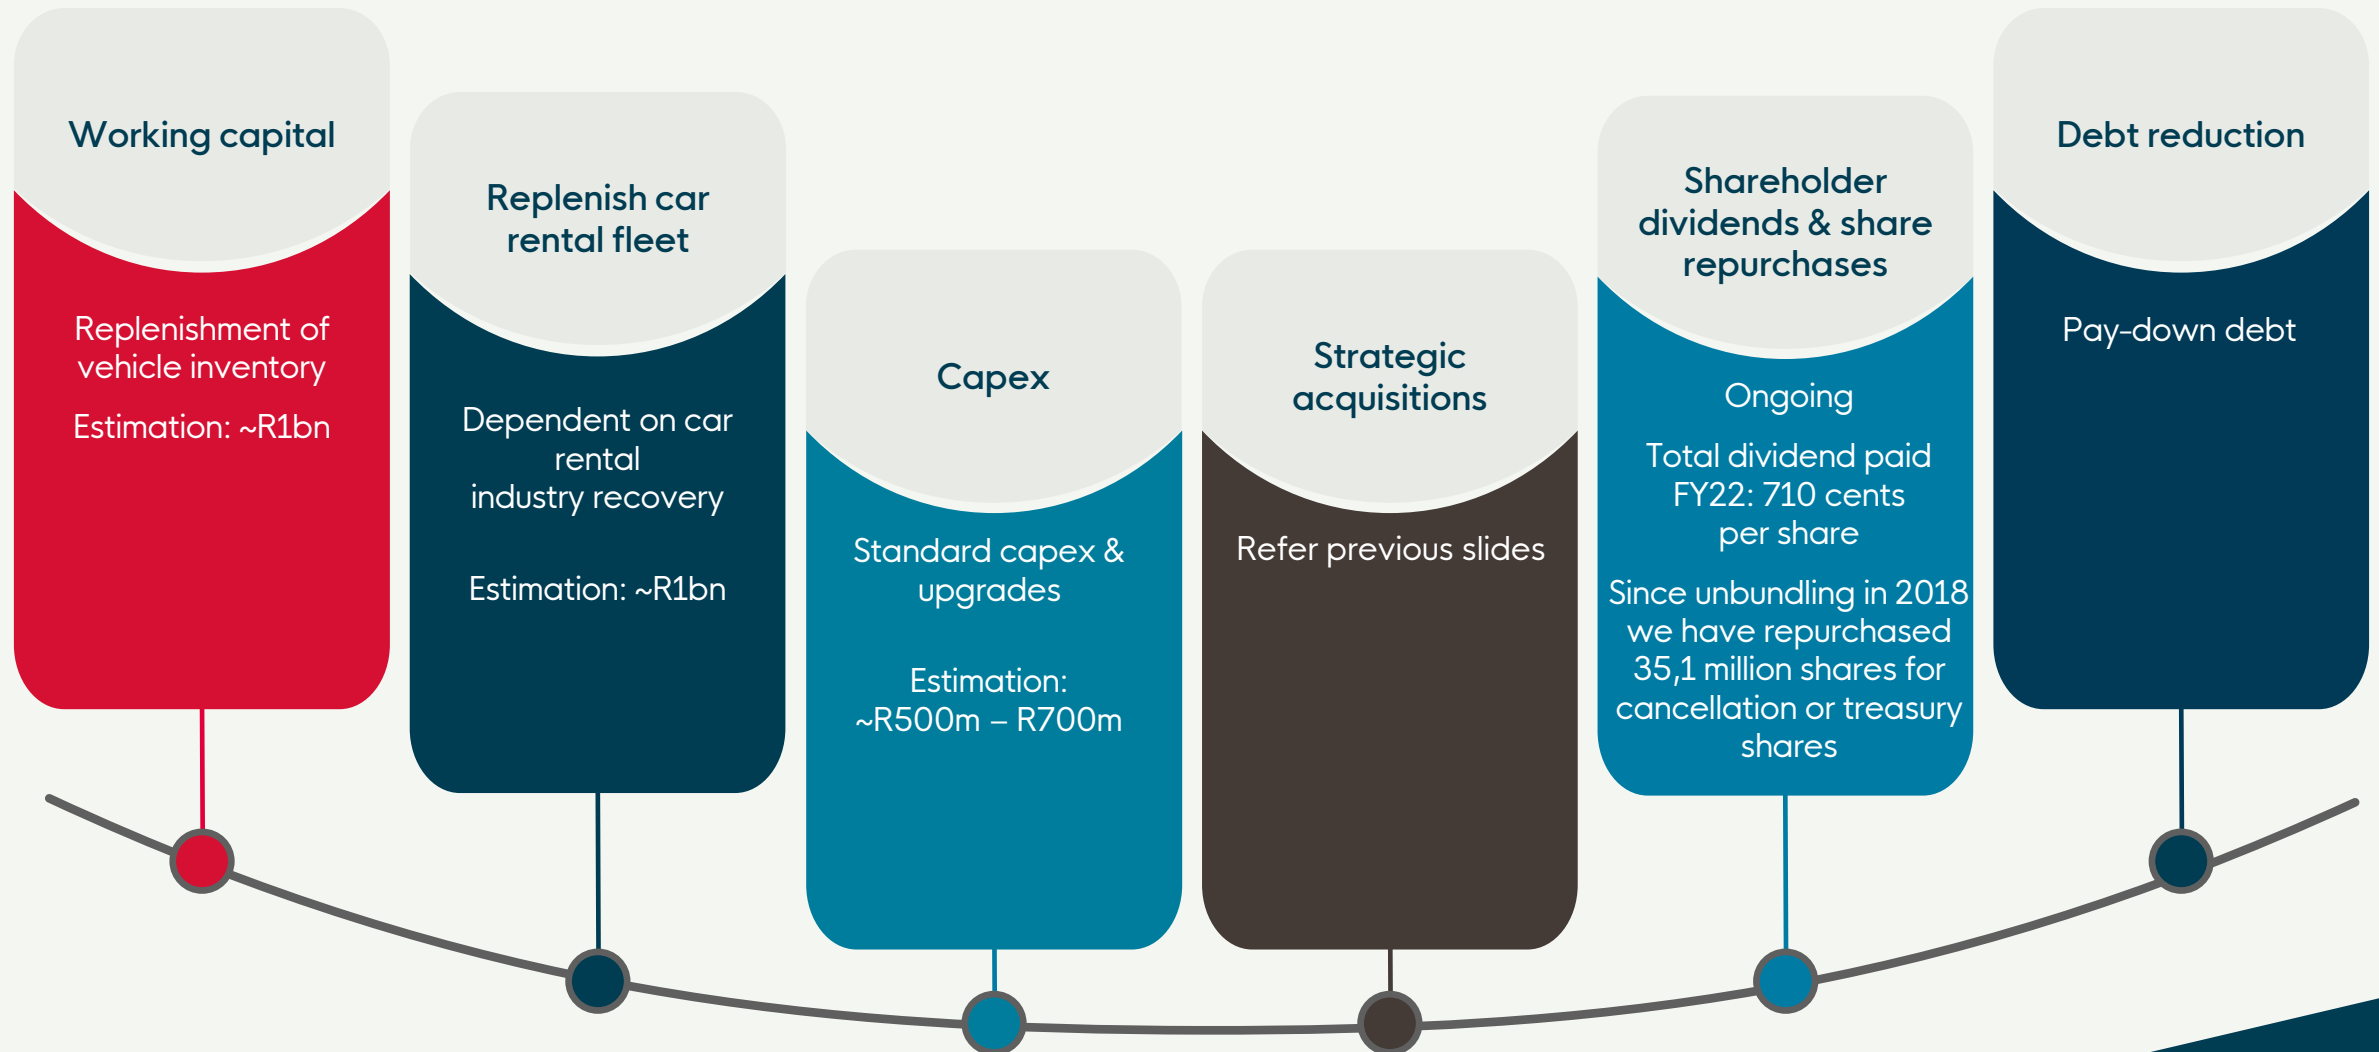 Working capital
Replenishment of
vehicle inventory
Estimation: ~R1bn
Replenish car
rental fleet
Dependent on car
rental
industry recovery
Estimation: ~R1bn
Capex
Standard capex &
upgrades
Estimation:
~R500m – R700m
Strategic
acquisitions
Refer previous slides
Shareholder
dividends & share
repurchases
Ongoing
Total dividend paid
FY22: 710 cents
per share
Since unbundling in 2018
we have repurchased
35,1 million shares for
cancellation or treasury
shares
Debt reduction
Pay-down debt